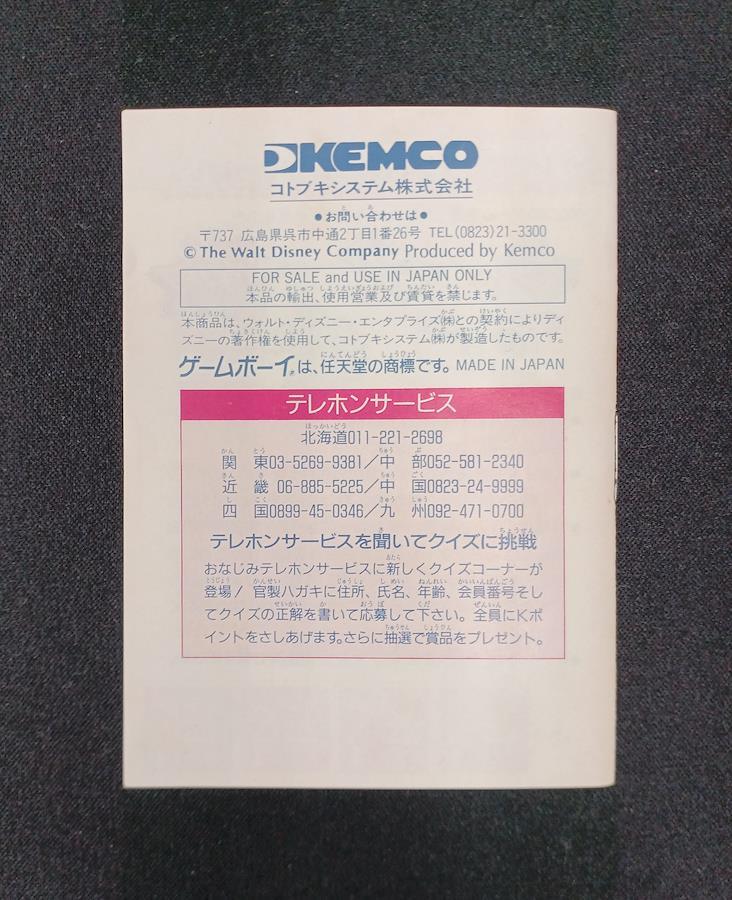 KEMCO
コトブキシステム株式会社
●お問い合わせは●
〒737 広島県呉市中通2丁目1番26号 TEL(0823)21-3300
© The Walt Disney Company Produced by Kemco
FOR SALE and USE IN JAPAN ONLY
本品の輸出、使用営業及び賃貸を禁じます。
本商品は、ウォルト・ディズニー・エンタプライズ㈱との契約によりディ
ズニーの著作権を使用して、コトブキシステム㈱が製造したものです。
ゲームボーイは、任天堂の商標です。 MADE IN JAPAN
テレホンサービス
北海道011-221-2698
関 東03-5269-9381/中 部052-581-2340
近 畿 06-885-5225/中 国0823-24-9999
四 国0899-45-0346/九 州092-471-0700
テレホンサービスを聞いてクイズに挑戦
おなじみテレホンサービスに新しくクイズコーナーが
登場! 官製ハガキに住所、氏名、年齢、会員番号そし
てクイズの正解を書いて応募して下さい。全員にKポ
イントをさしあげます。さらに抽選で賞品をプレゼント。